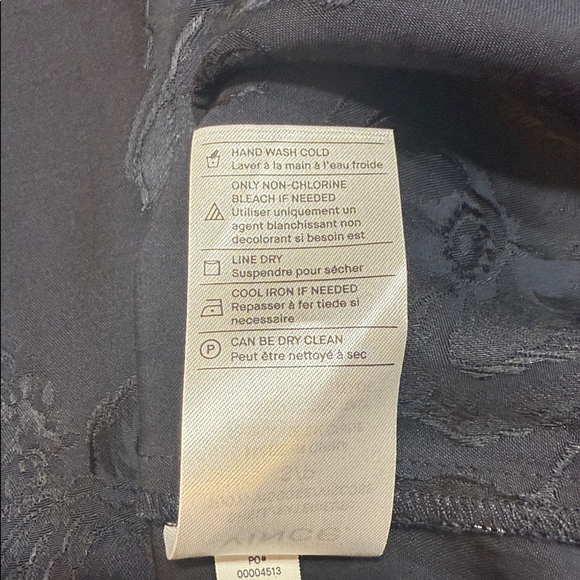 HAND WASH COLD
Laver à la main à l'eau froide
ONLY NON-CHLORINE
BLEACH IF NEEDED
Utiliser uniquement un
agent blanchissant non
decolorant si besoin est
LINE DRY
Suspendre pour sécher
COOL IRON IF NEEDED
Repasser à fer tiede si
necessaire
P
CAN BE DRY CLEAN
Peut être nettoyé à sec
VINCE.
PO#
00004513